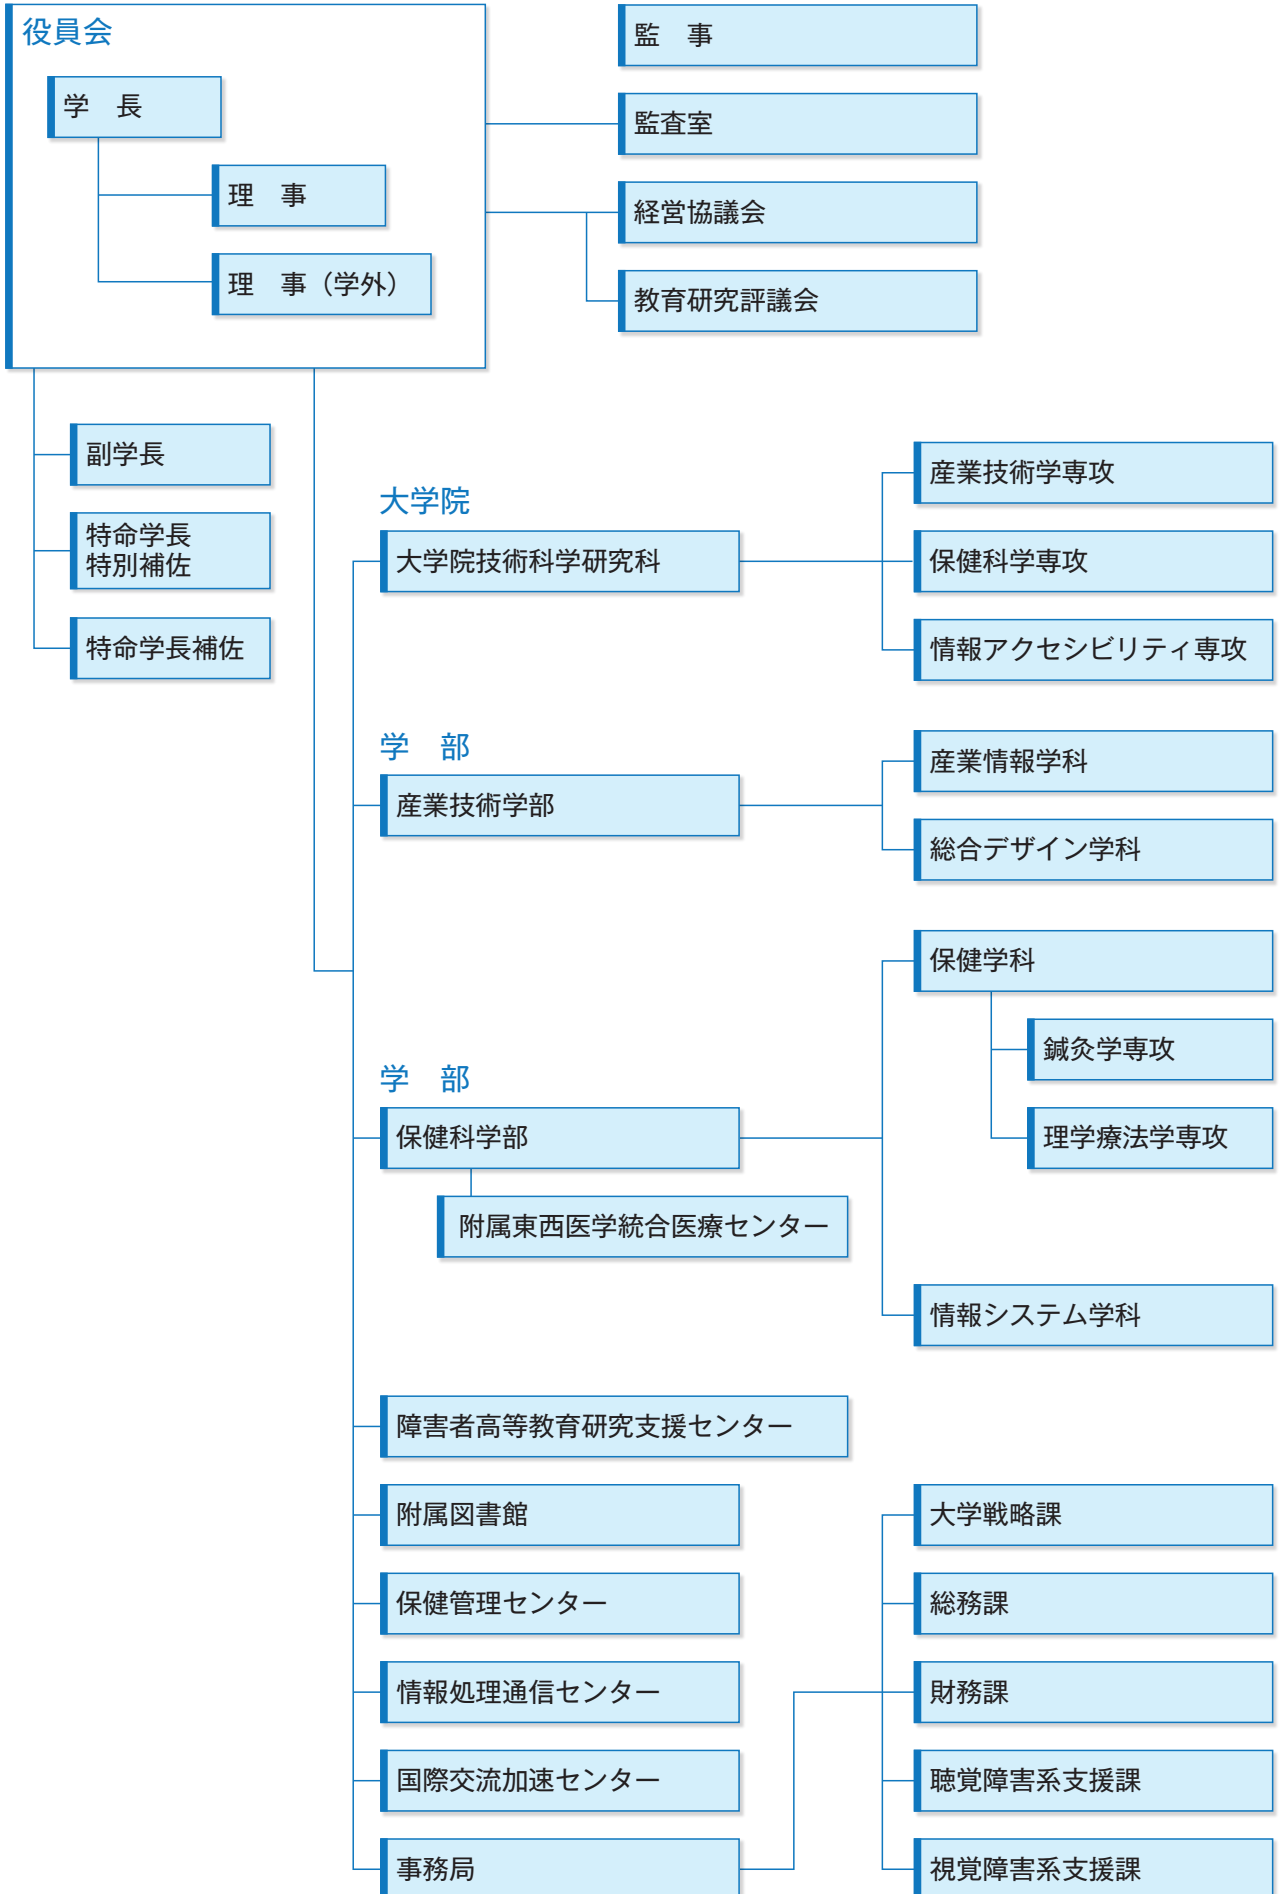 役員会
学　長
理　事
理　事（学外）
監　事
監査室
経営協議会
教育研究評議会
副学長
特命学長
特別補佐
特命学長補佐
大学院
大学院技術科学研究科
産業技術学専攻
保健科学専攻
情報アクセシビリティ専攻
学　部
産業技術学部
産業情報学科
総合デザイン学科
学　部
保健科学部
附属東西医学統合医療センター
保健学科
鍼灸学専攻
理学療法学専攻
情報システム学科
障害者高等教育研究支援センター
附属図書館
保健管理センター
情報処理通信センター
国際交流加速センター
事務局
大学戦略課
総務課
財務課
聴覚障害系支援課
視覚障害系支援課